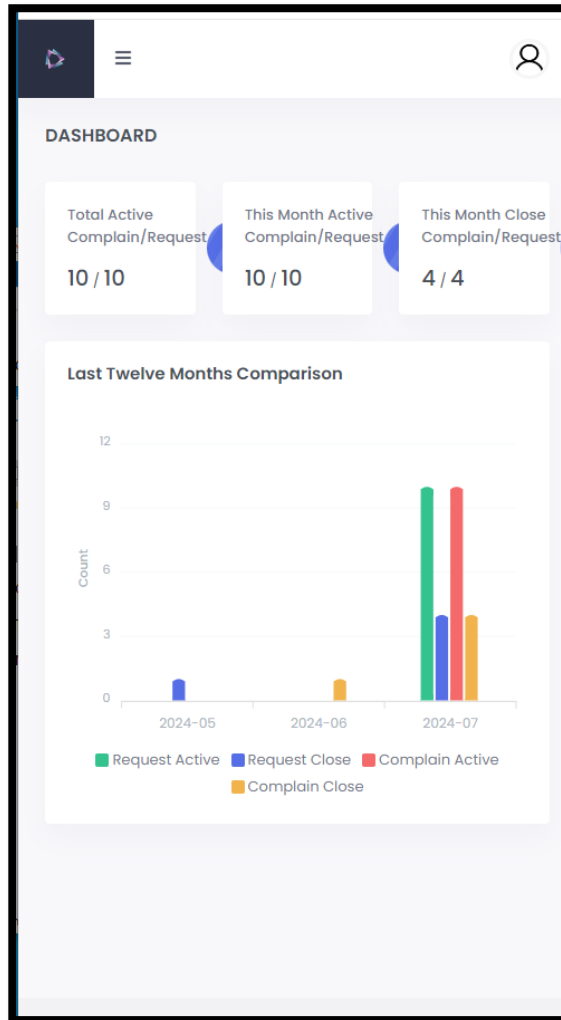 DASHBOARD
Total Active
Complain/Request
10 / 10
This Month Active
Complain/Request
10 / 10
This Month Close
Complain/Request
4 / 4
Last Twelve Months Comparison
12
9
6
3
0
Count
2024-05 2024-06 2024-07
Request Active Request Close Complain Active
Complain Close